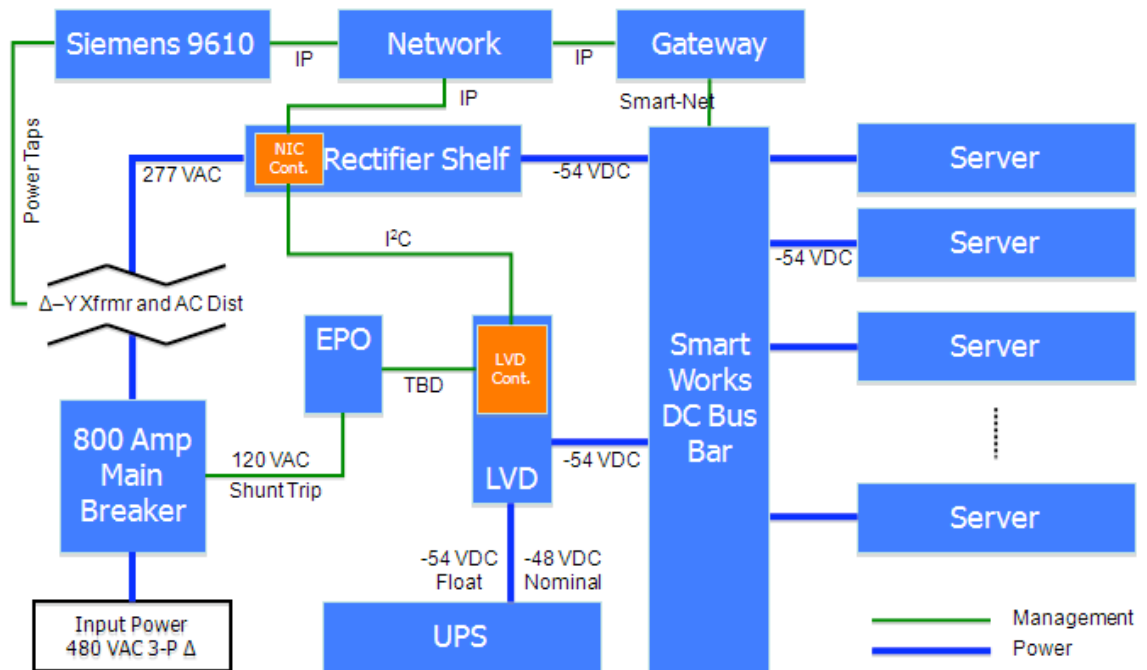 Siemens 9610
IP
Network
IP
Gateway
IP
Smart-Net
Power Taps
277 VAC
NIC
Cont.
Rectifier Shelf
-54 VDC
Server
I²C
Server
-54 VDC
Δ–Y Xfrmr and AC Dist
EPO
TBD
LVD
Cont.
LVD
Smart
Works
DC Bus
Bar
Server
800 Amp
Main
Breaker
120 VAC
Shunt Trip
-54 VDC
Server
-54 VDC
Float
-48 VDC
Nominal
Input Power
480 VAC 3-P Δ
UPS
Management
Power